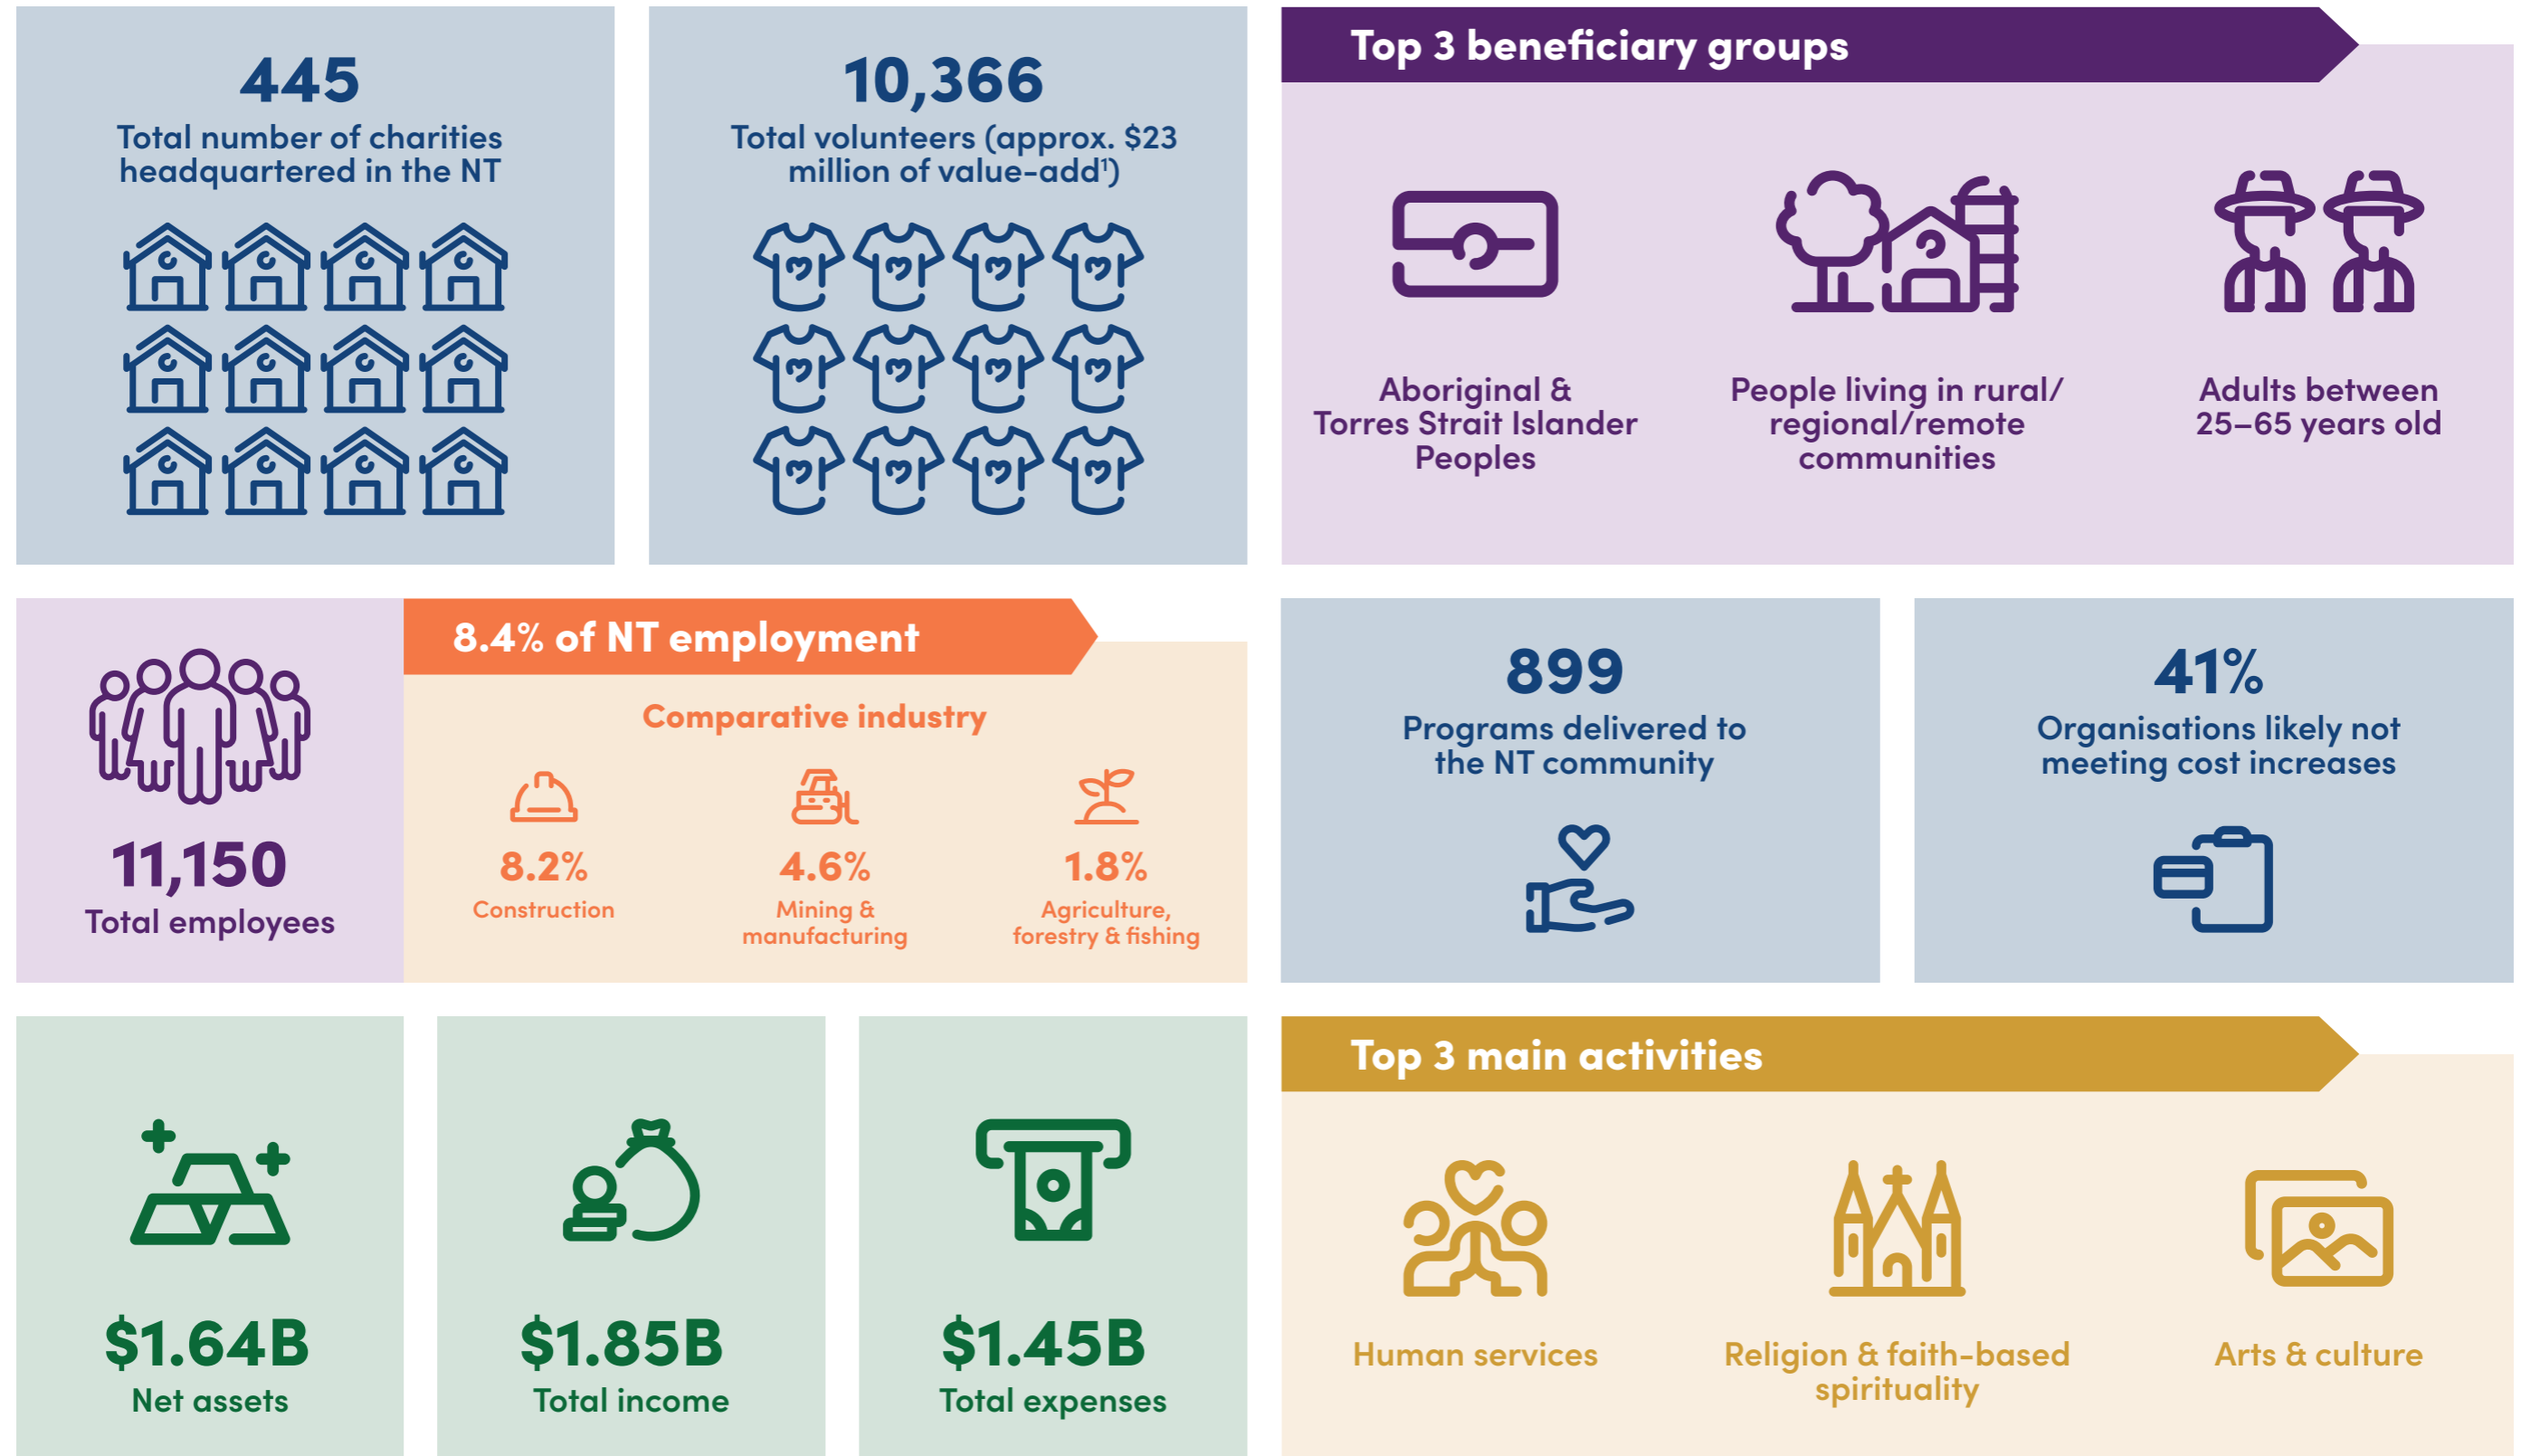 445
Total number of charities
headquartered in the NT
10,366
Total volunteers (approx. $23
million of value-add¹)
Top 3 beneficiary groups
Aboriginal &
Torres Strait Islander
Peoples
People living in rural/
regional/remote
communities
Adults between
25–65 years old
11,150
Total employees
8.4% of NT employment
Comparative industry
8.2%
Construction
4.6%
Mining &
manufacturing
1.8%
Agriculture,
forestry & fishing
899
Programs delivered to
the NT community
41%
Organisations likely not
meeting cost increases
$1.64B
Net assets
$1.85B
Total income
$1.45B
Total expenses
Top 3 main activities
Human services
Religion & faith-based
spirituality
Arts & culture